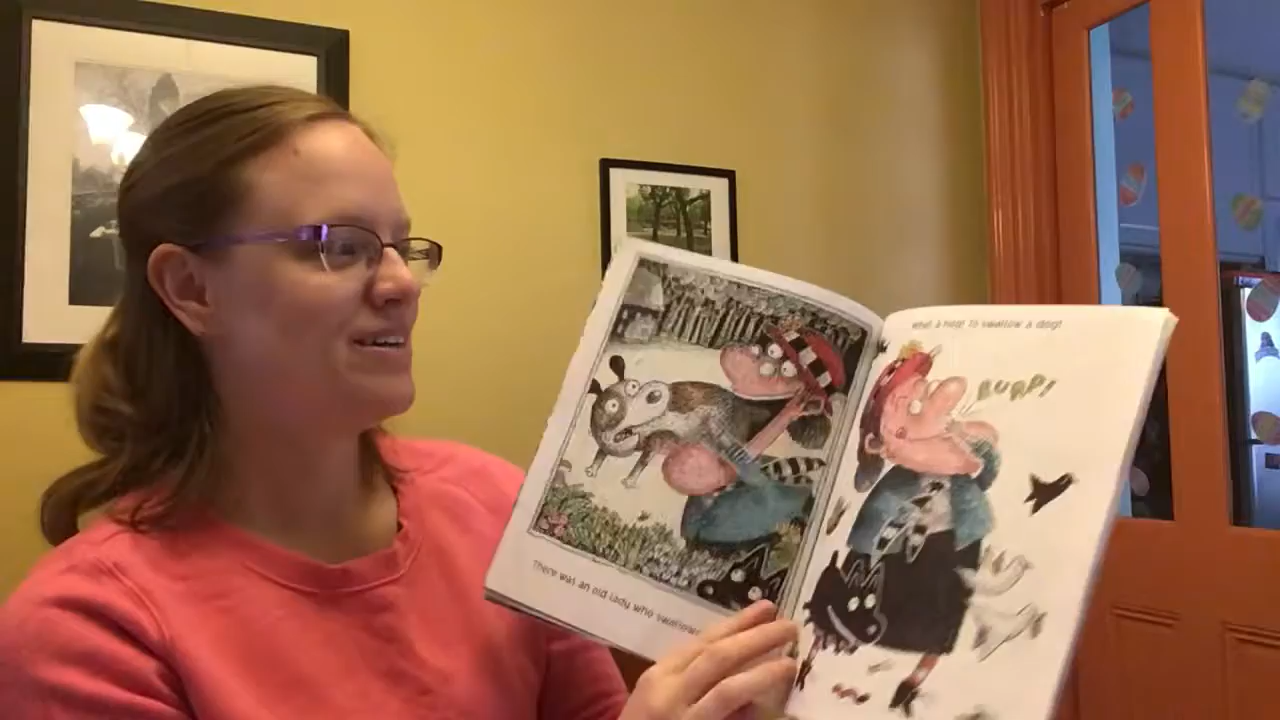 There was an old lady who swallowed
what a hog! To swallow a dog!
BURP!